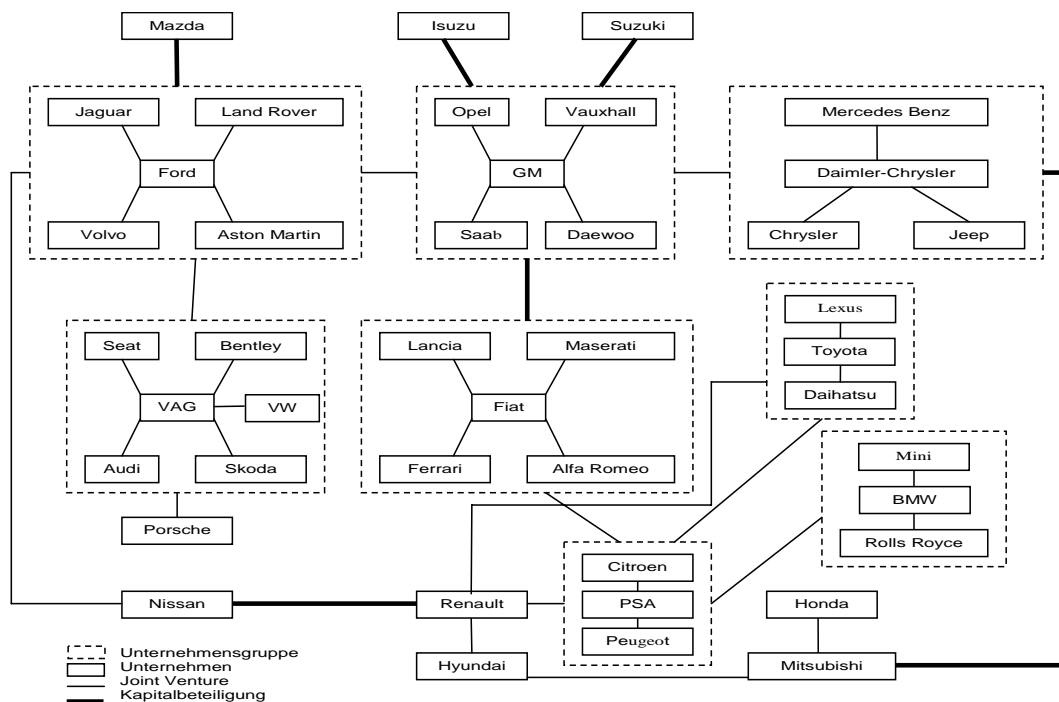 Mazda
Isuzu
Suzuki
Jaguar
Land Rover
Opel
Vauxhall
Mercedes Benz
Ford
GM
Daimler-Chrysler
Volvo
Aston Martin
Saab
Daewoo
Chrysler
Jeep
Lexus
Toyota
Daihatsu
Seat
Bentley
VAG
VW
Audi
Skoda
Lancia
Maserati
Fiat
Ferrari
Alfa Romeo
Mini
BMW
Rolls Royce
Porsche
Citroen
PSA
Peugeot
Nissan
Renault
Honda
Hyundai
Mitsubishi
Unternehmensgruppe
Unternehmen
Joint Venture
Kapitalbeteiligung